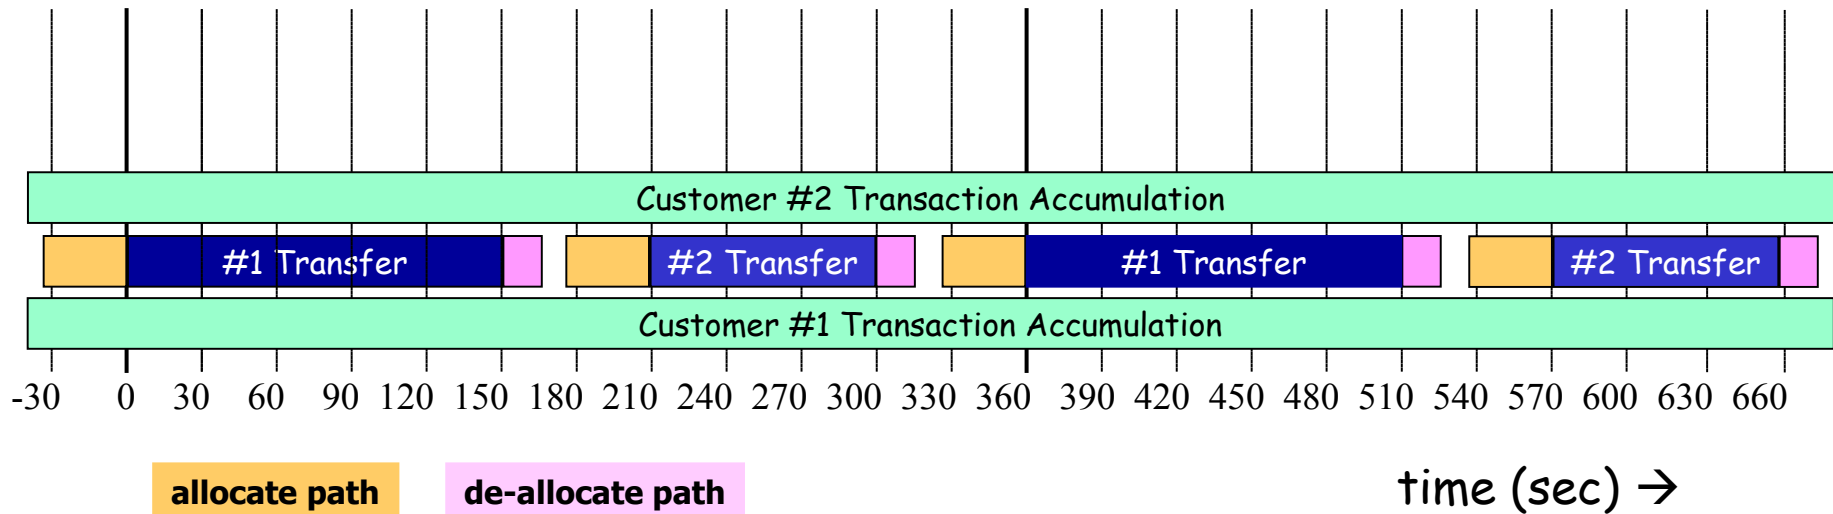 Customer #2 Transaction Accumulation
#1 Transfer #2 Transfer #1 Transfer #2 Transfer
Customer #1 Transaction Accumulation
-30 0 30 60 90 120 150 180 210 240 270 300 330 360 390 420 450 480 510 540 570 600 630 660
allocate path de-allocate path time (sec) →